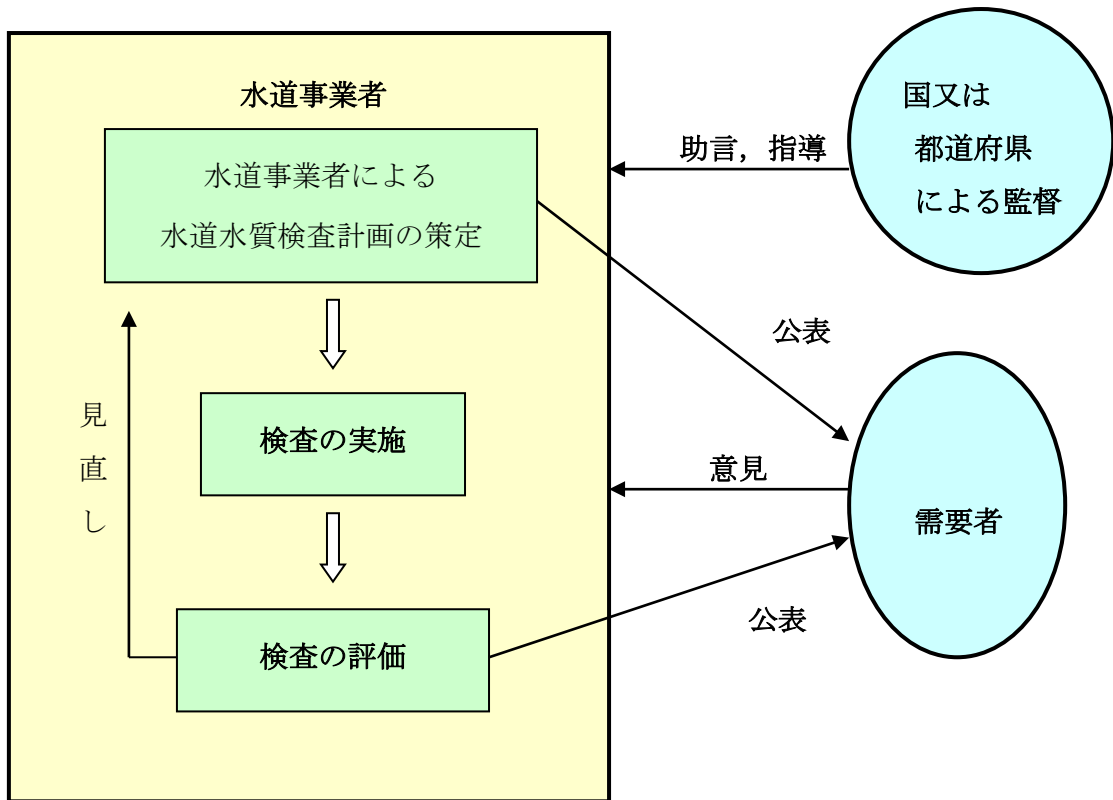 水道事業者
水道事業者による
水道水質検査計画の策定
検査の実施
検査の評価
見
直
し
助言，指導
国又は
都道府県
による監督
公表
意見
需要者
公表